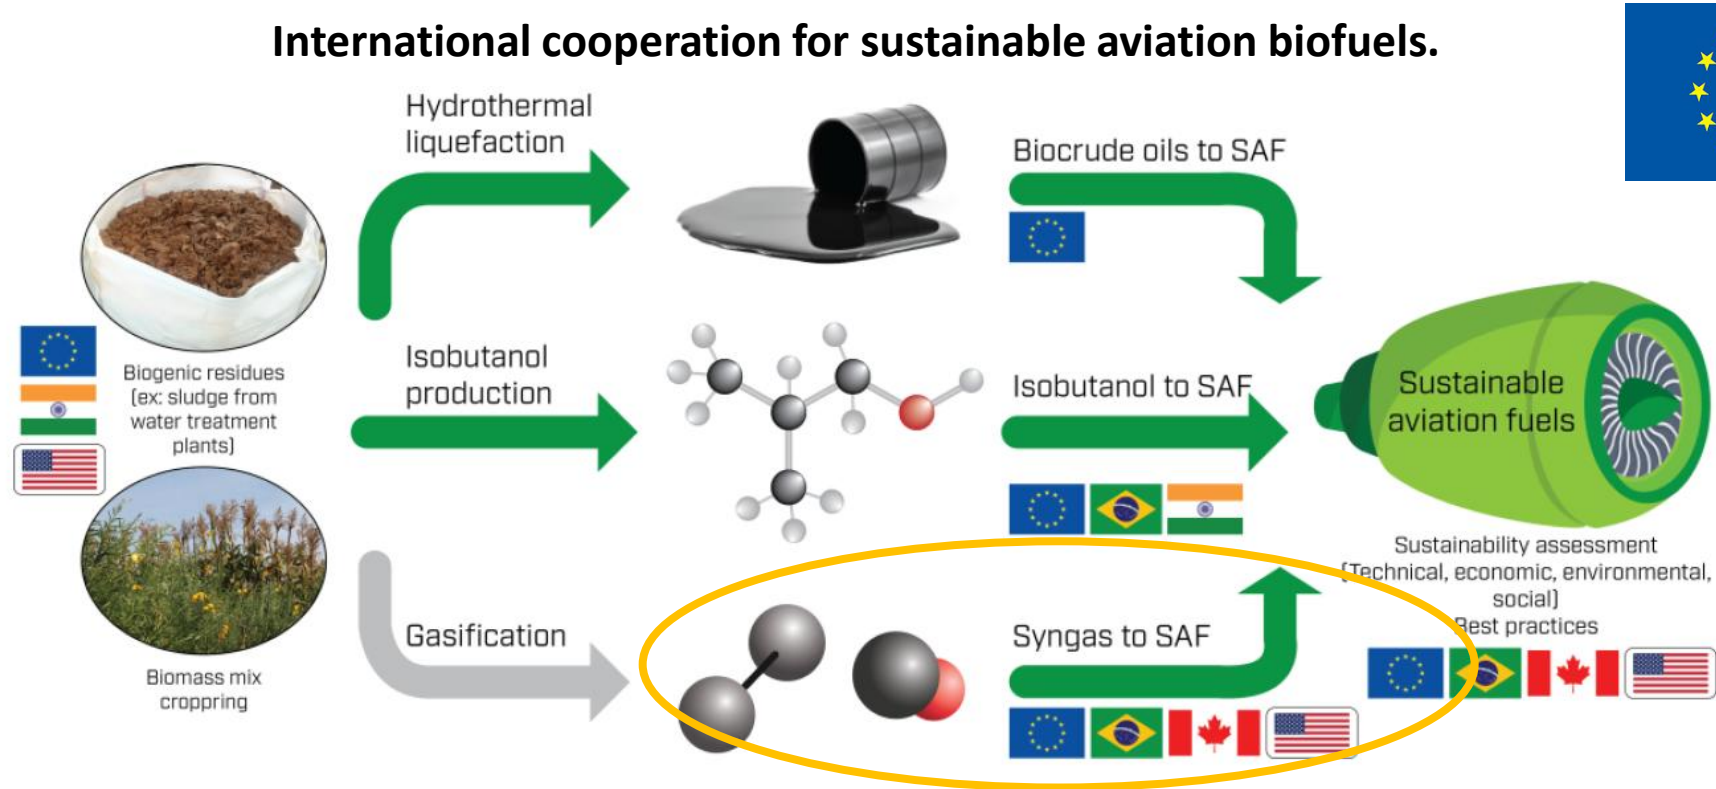 International cooperation for sustainable aviation biofuels.
Hydrothermal
liquefaction
Biocrude oils to SAF
Biogenic residues
(ex: sludge from
water treatment
plants)
Isobutanol
production
Isobutanol to SAF
Sustainable
aviation fuels
Sustainability assessment
(Technical, economic, environmental,
social)
Best practices
Gasification
Syngas to SAF
Biomass mix
croppring